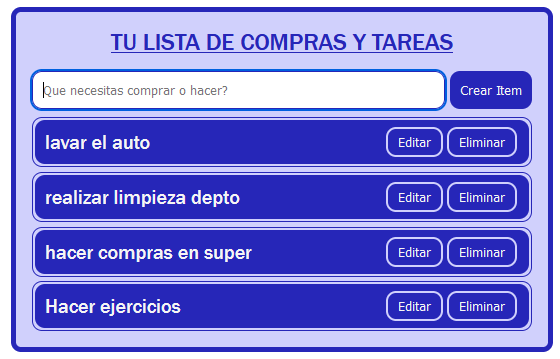 TU LISTA DE COMPRAS Y TAREAS
Que necesitas comprar o hacer? Crear Item
lavar el auto Editar Eliminar
realizar limpieza depto Editar Eliminar
hacer compras en super Editar Eliminar
Hacer ejercicios Editar Eliminar